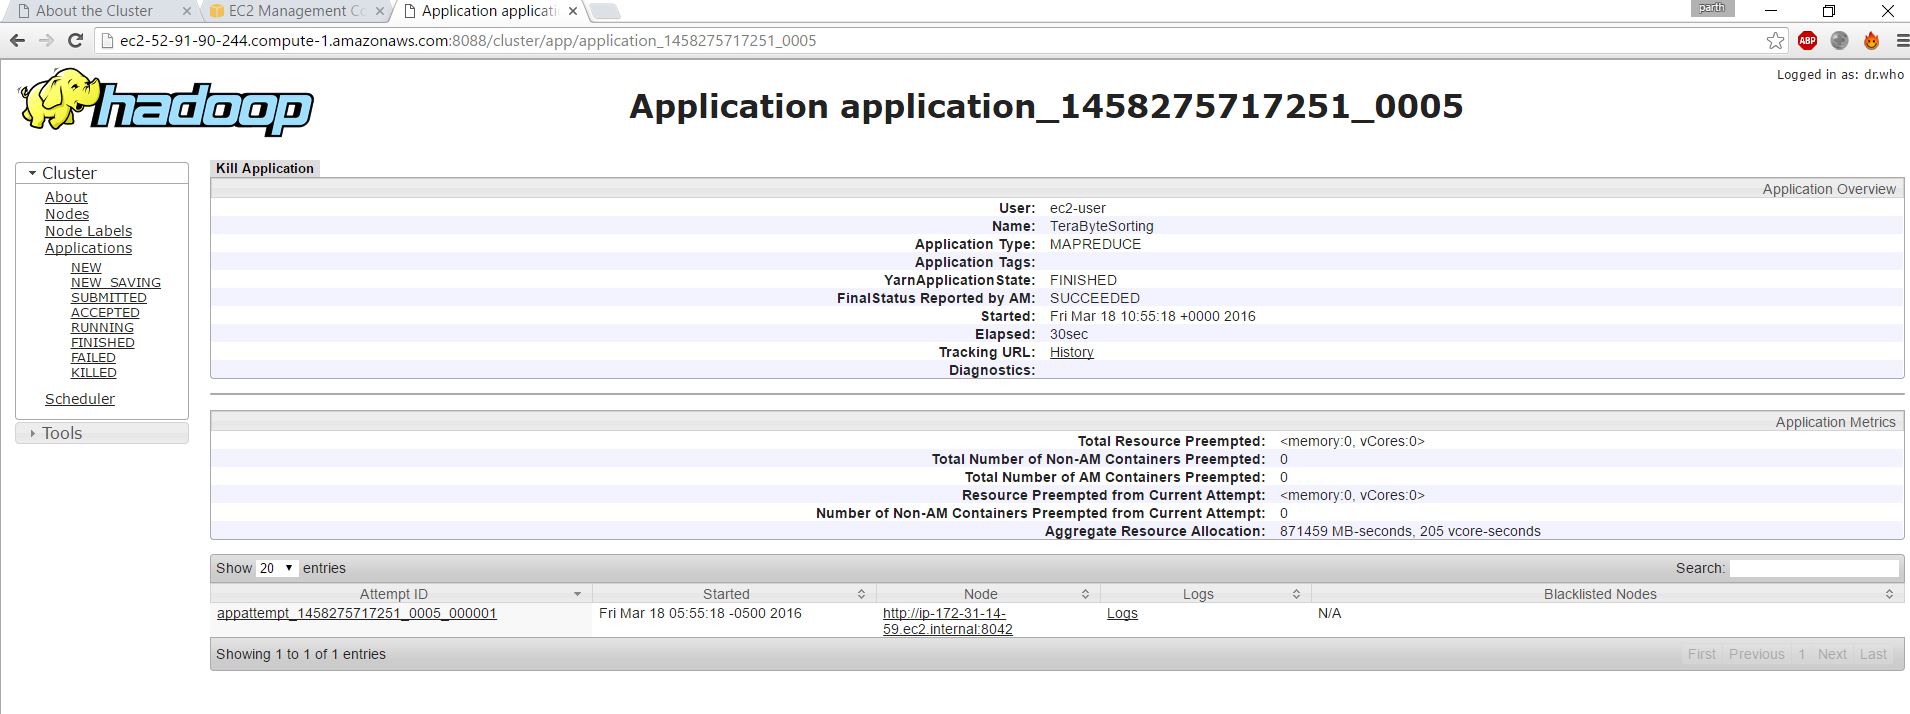 About the Cluster
EC2 Management Co
Application applicati
parth
ec2-52-91-90-244.compute-1.amazonaws.com:8088/cluster/app/application_1458275717251_0005
ABP
Logged in as: dr.who
hadoop
Application application_1458275717251_0005
Cluster
About
Nodes
Node Labels
Applications
NEW
NEW_SAVING
SUBMITTED
ACCEPTED
RUNNING
FINISHED
FAILED
KILLED
Scheduler
Tools
Kill Application
Application Overview
User: ec2-user
Name: TeraByteSorting
Application Type: MAPREDUCE
Application Tags:
YarnApplicationState: FINISHED
FinalStatus Reported by AM: SUCCEEDED
Started: Fri Mar 18 10:55:18 +0000 2016
Elapsed: 30sec
Tracking URL: History
Diagnostics:
Application Metrics
Total Resource Preempted: <memory:0, vCores:0>
Total Number of Non-AM Containers Preempted: 0
Total Number of AM Containers Preempted: 0
Resource Preempted from Current Attempt: <memory:0, vCores:0>
Number of Non-AM Containers Preempted from Current Attempt: 0
Aggregate Resource Allocation: 871459 MB-seconds, 205 vcore-seconds
Show 20 entries Search:
Attempt ID Started Node Logs Blacklisted Nodes
appattempt_1458275717251_0005_000001 Fri Mar 18 05:55:18 -0500 2016 http://ip-172-31-14- Logs N/A
59.ec2.internal:8042
Showing 1 to 1 of 1 entries First Previous 1 Next Last